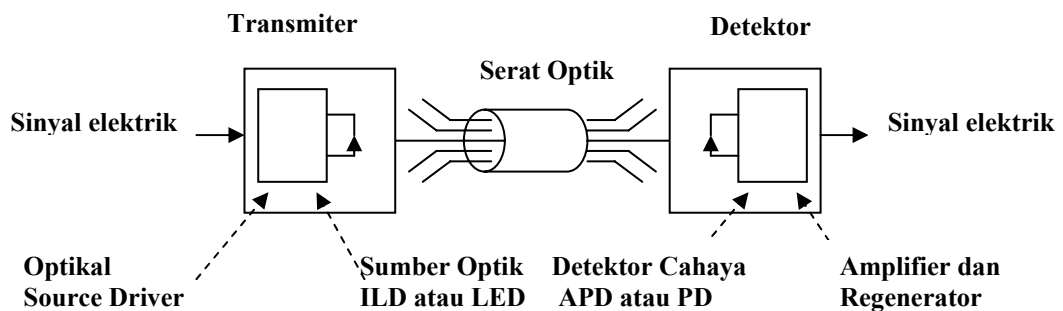 Transmiter
Detektor
Serat Optik
Sinyal elektrik
Sinyal elektrik
Optikal
Source Driver
Sumber Optik
ILD atau LED
Detektor Cahaya
APD atau PD
Amplifier dan
Regenerator